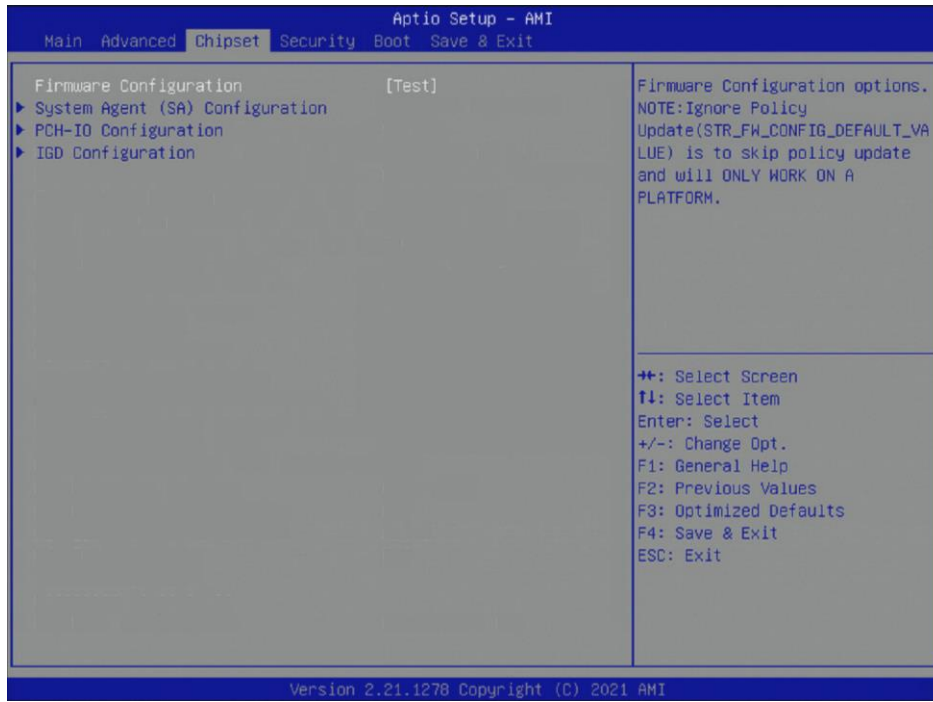 Aptio Setup - AMI
Main Advanced Chipset Security Boot Save & Exit
Firmware Configuration [Test]
System Agent (SA) Configuration
PCH-IO Configuration
IGD Configuration
Firmware Configuration options.
NOTE:Ignore Policy
Update(STR_FW_CONFIG_DEFAULT_VA
LUE) is to skip policy update
and will ONLY WORK ON A
PLATFORM.
→←: Select Screen
↑↓: Select Item
Enter: Select
+/-: Change Opt.
F1: General Help
F2: Previous Values
F3: Optimized Defaults
F4: Save & Exit
ESC: Exit
Version 2.21.1278 Copyright (C) 2021 AMI